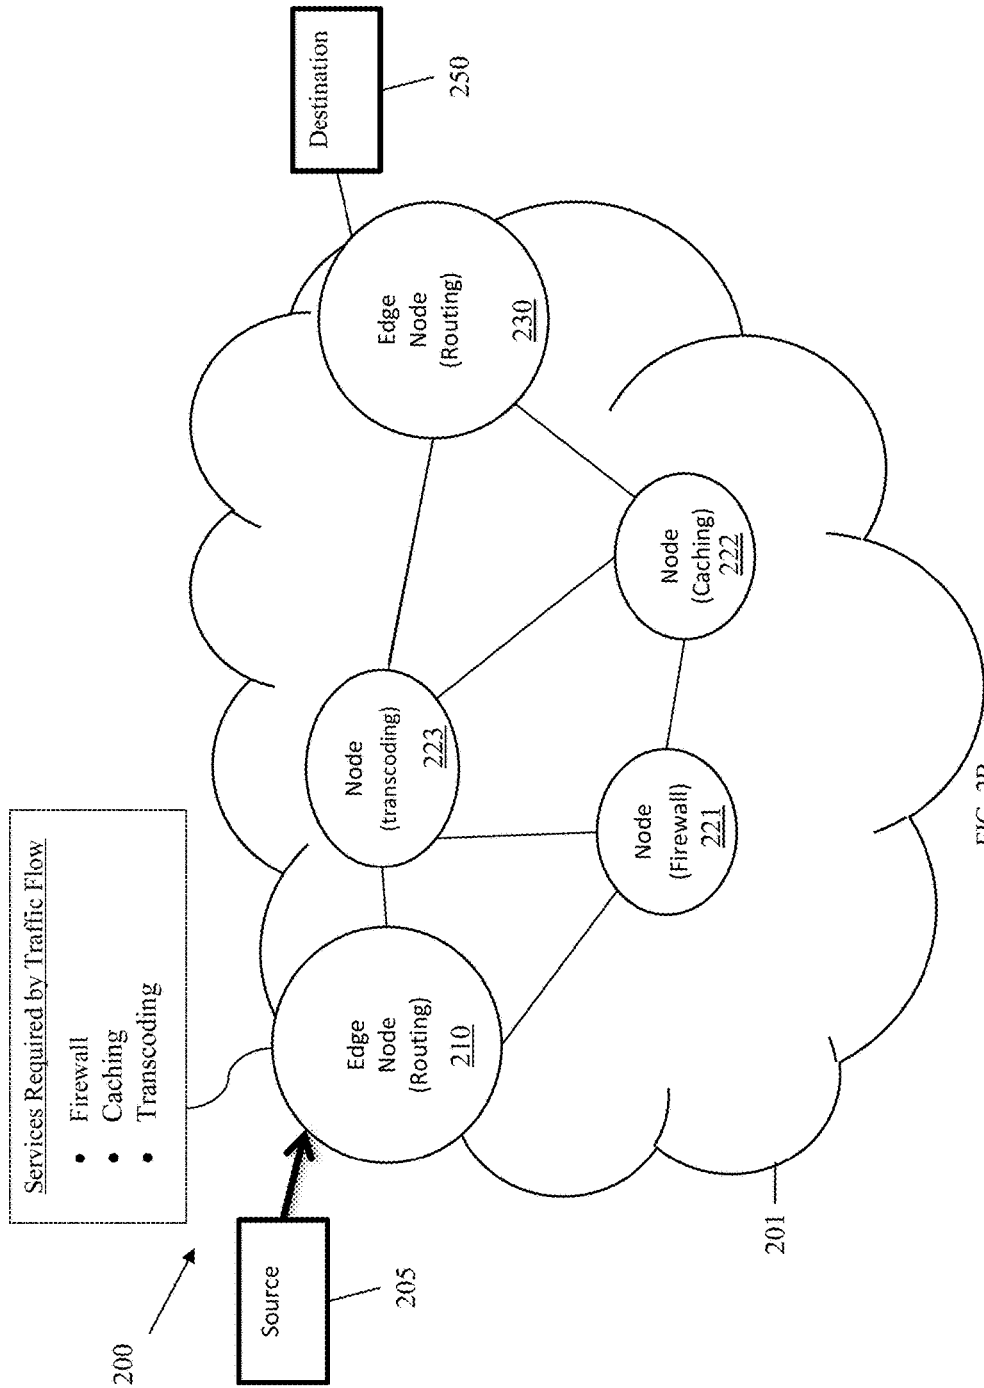 200
Services Required by Traffic Flow
• Firewall
• Caching
• Transcoding
Source
205
Edge
Node
(Routing)
210
Node
(transcoding)
223
Node
(Firewall)
221
Node
(Caching)
222
Edge
Node
(Routing)
230
Destination
250
201